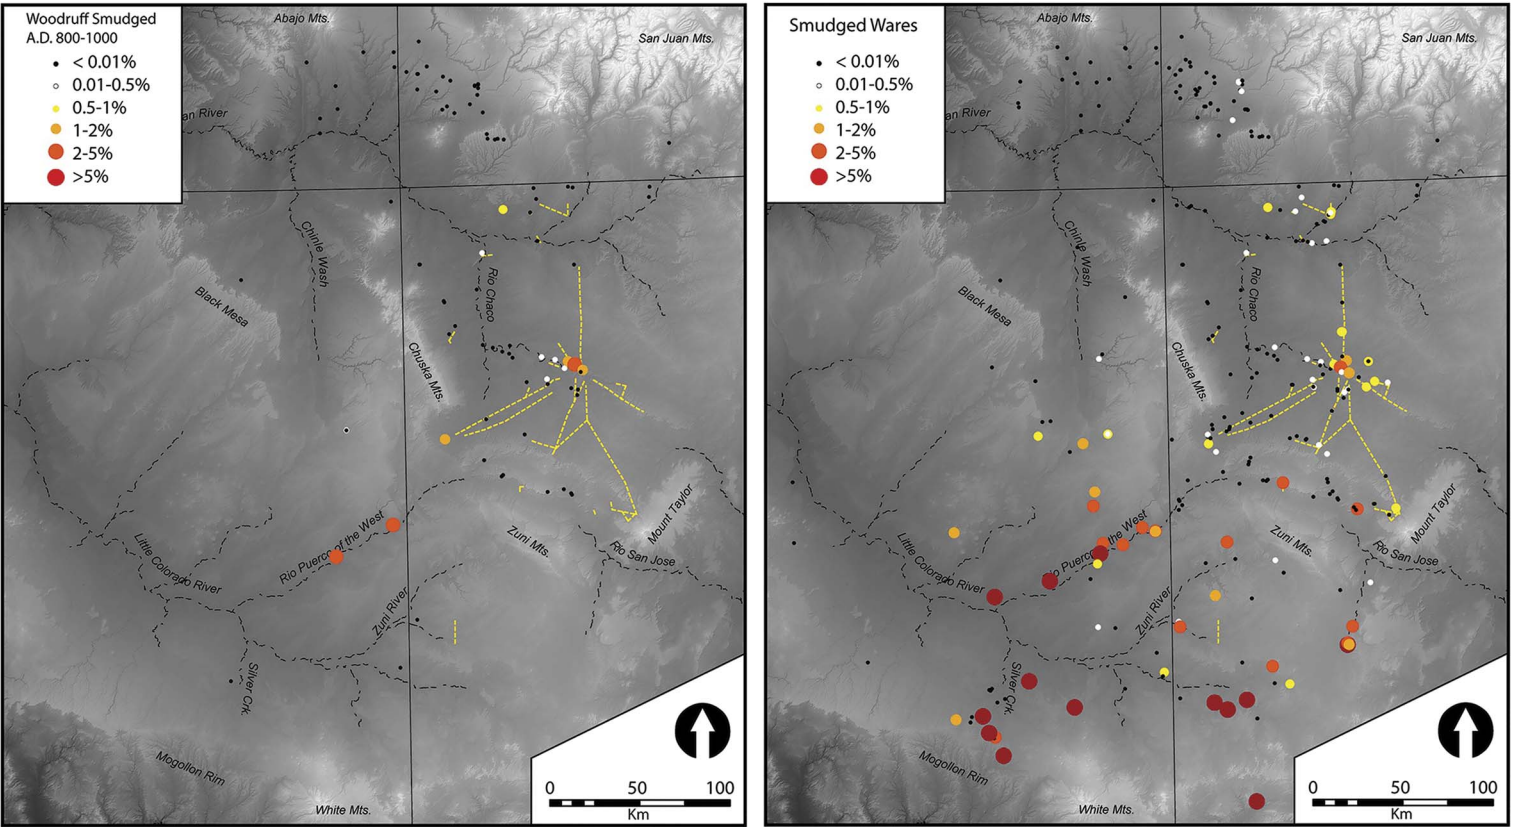 Woodruff Smudged
A.D. 800-1000
< 0.01%
0.01-0.5%
0.5-1%
1-2%
2-5%
>5%
Abajo Mts.
San Juan Mts.
an River
Chinle Wash
Rio Chaco
Black Mesa
Chuska Mts.
Rio Puerco of the West
Zuni Mts.
Mount Taylor
Rio San Jose
Little Colorado River
Zuni River
Silver Crk.
Mogollon Rim
White Mts.
0 50 100
Km
Smudged Wares
< 0.01%
0.01-0.5%
0.5-1%
1-2%
2-5%
>5%
Abajo Mts.
San Juan Mts.
an River
Chinle Wash
Rio Chaco
Black Mesa
Chuska Mts.
io Puerco the West
Zuni Mts.
Mount Taylor
Rio San Jose
Little Colorado River
Zuni River
Silver Crk.
Mogollon Rim
White Mts.
0 50 100
Km